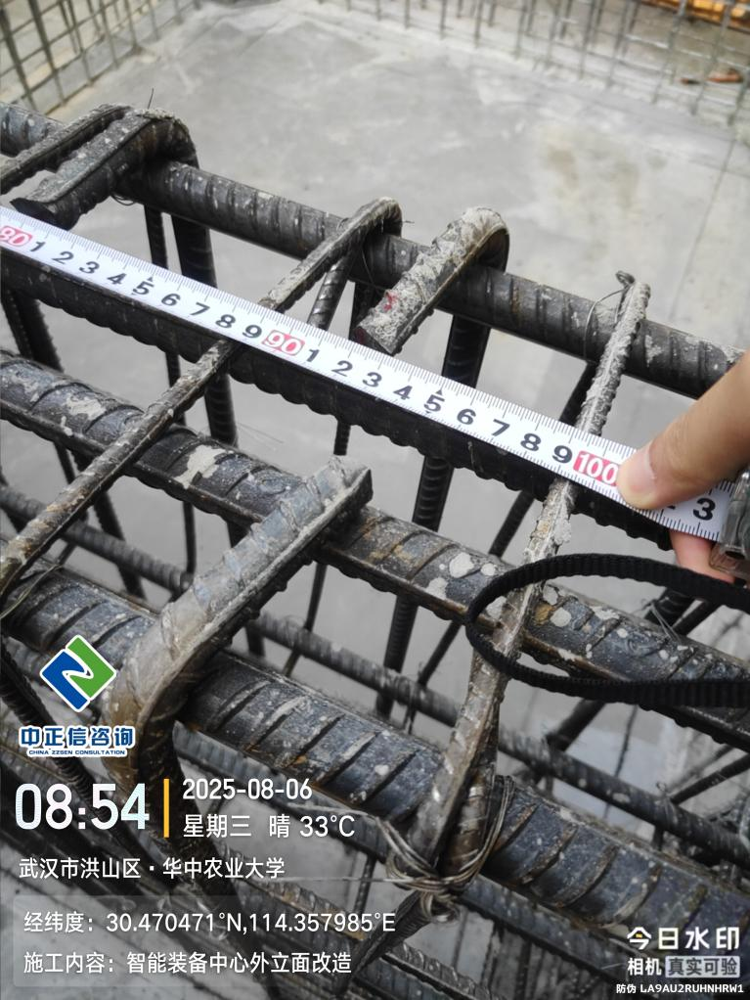 80 1 2 3 4 5 6 7 8 9 90 1 2 3 4 5 6 7 8 9 100 3
中正信咨询
CHINA ZZSEN CONSULTATION
08:54
2025-08-06
星期三 晴 33°C
武汉市洪山区·华中农业大学
经纬度：30.470471°N,114.357985°E
施工内容：智能装备中心外立面改造
今日水印
相机 真实可验
防伪 LA9AU2RUHNHRW1